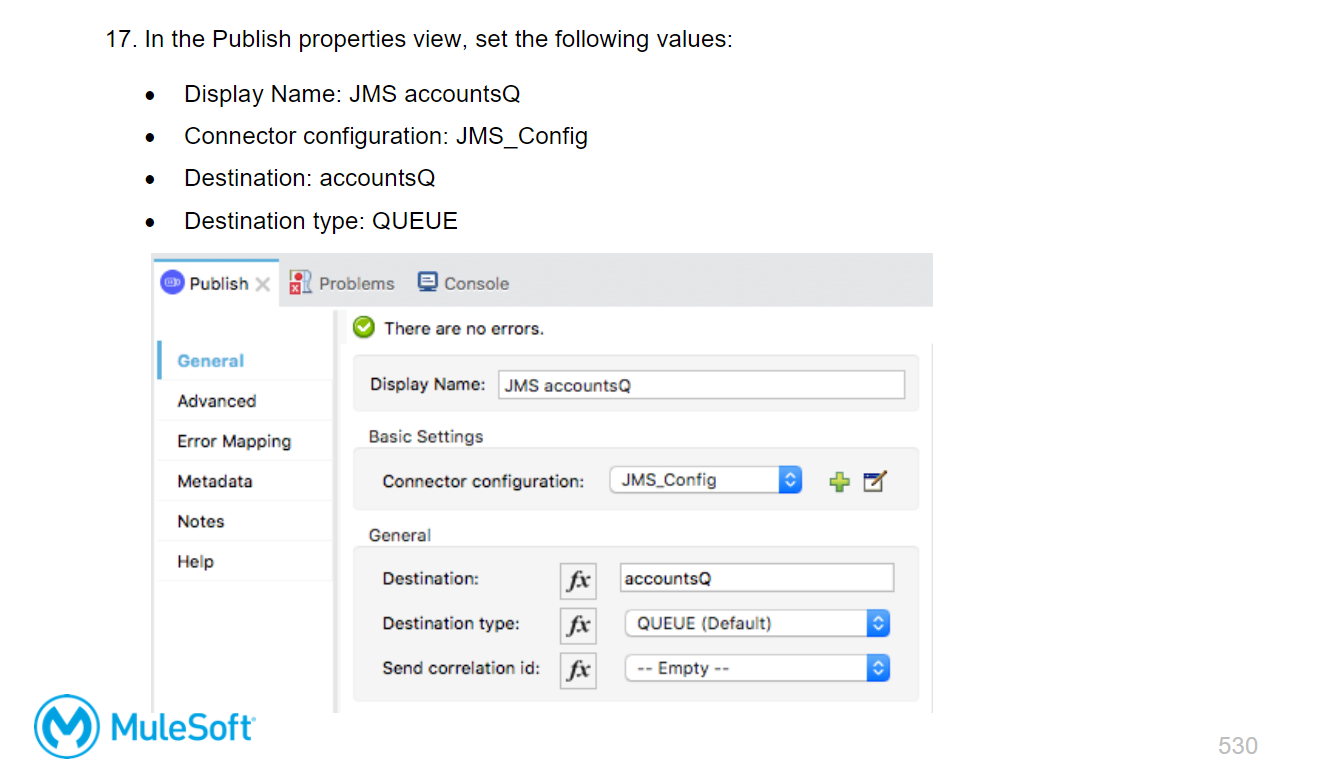 17. In the Publish properties view, set the following values:
• Display Name: JMS accountsQ
• Connector configuration: JMS_Config
• Destination: accountsQ
• Destination type: QUEUE
Publish Problems Console
There are no errors.
General
Advanced
Error Mapping
Metadata
Notes
Help
Display Name: JMS accountsQ
Basic Settings
Connector configuration: JMS_Config
General
Destination: fx accountsQ
Destination type: fx QUEUE (Default)
Send correlation id: fx -- Empty --
MuleSoft
530